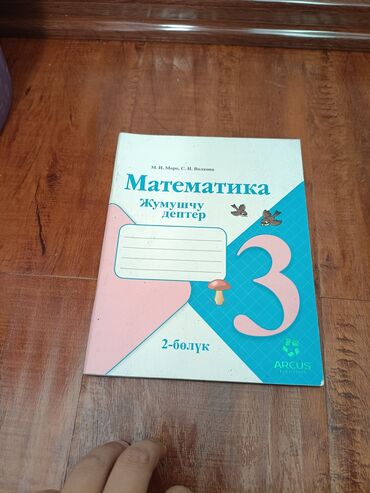 М. И. Моро, С. И. Волкова
Математика
Жумушчу
дептер
3
2-бөлүк
ARCUS